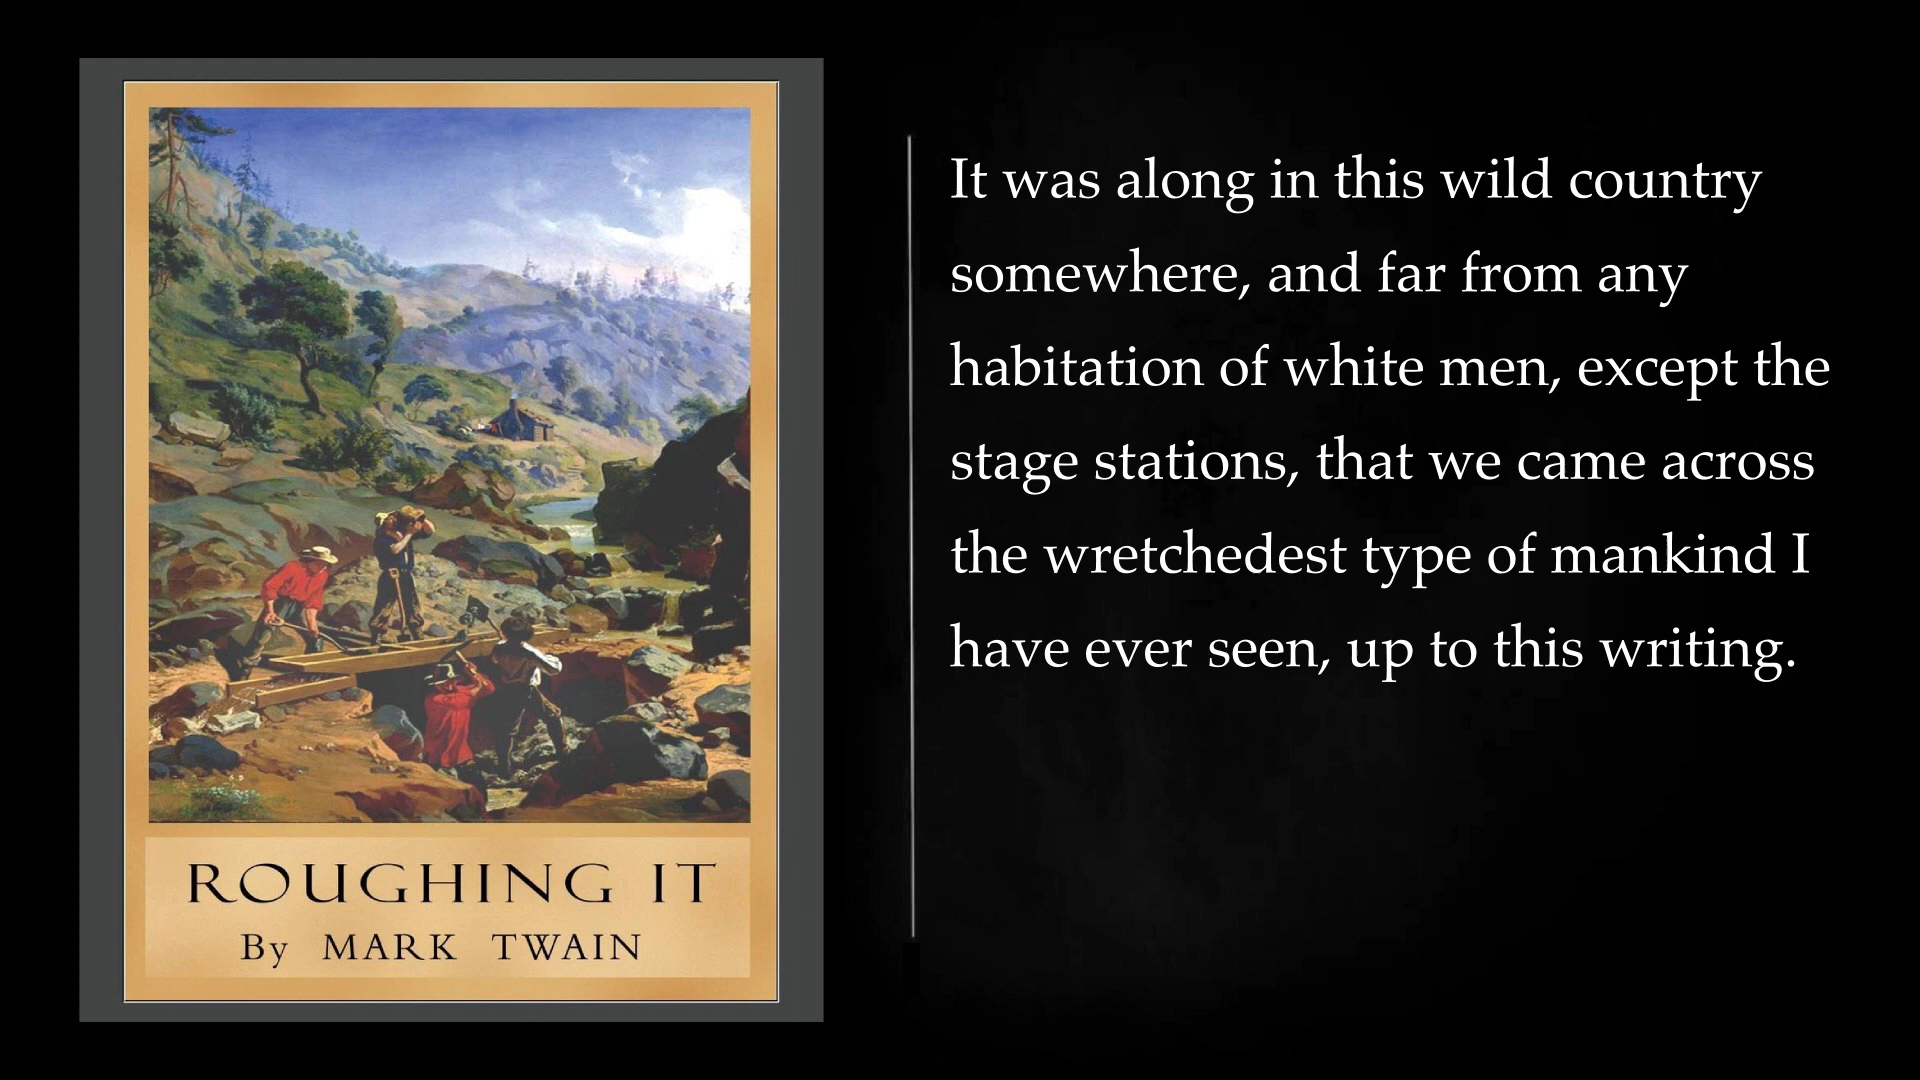 ROUGHING IT
By MARK TWAIN
It was along in this wild country
somewhere, and far from any
habitation of white men, except the
stage stations, that we came across
the wretchedest type of mankind I
have ever seen, up to this writing.